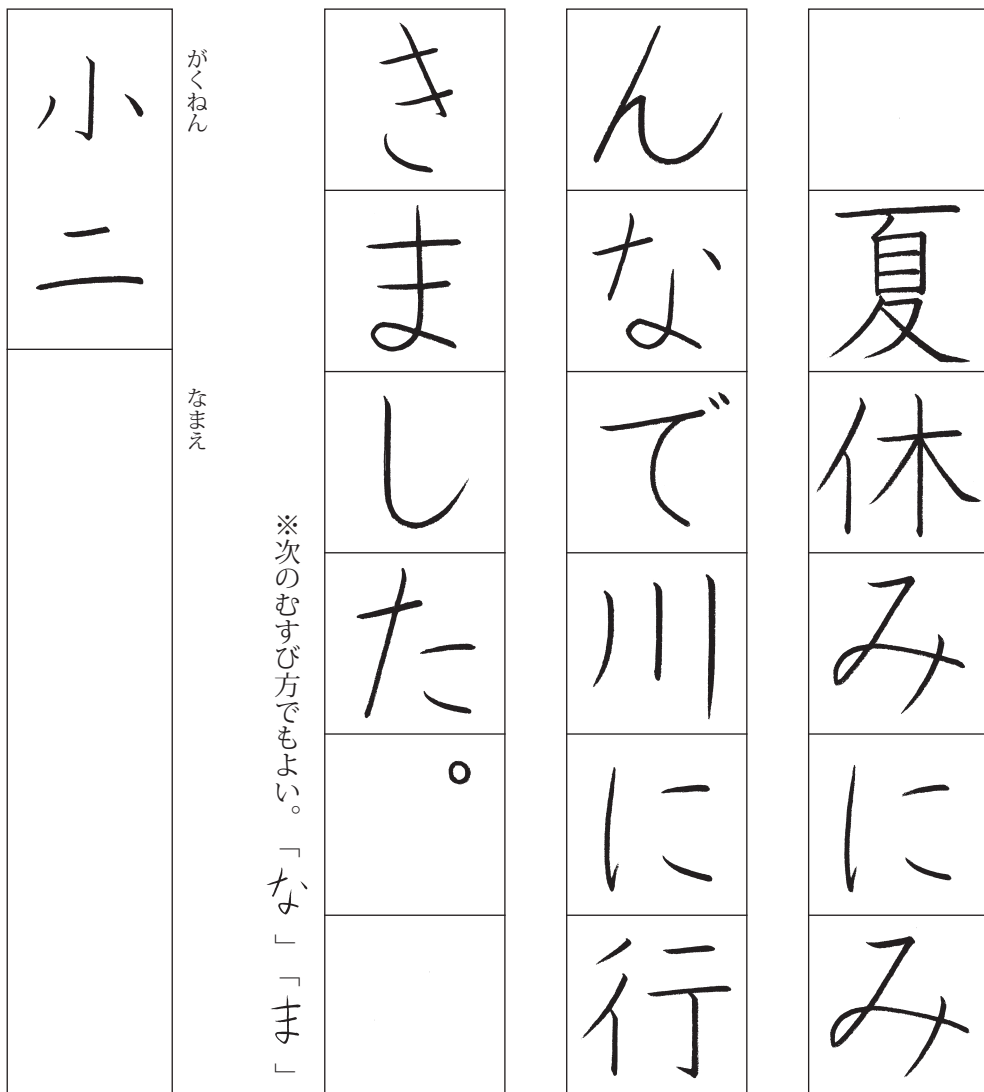 夏休みにみ
んなで川に行
きました。
※次のむすび方でもよい。「な」「ま」
がくねん
小二
なまえ